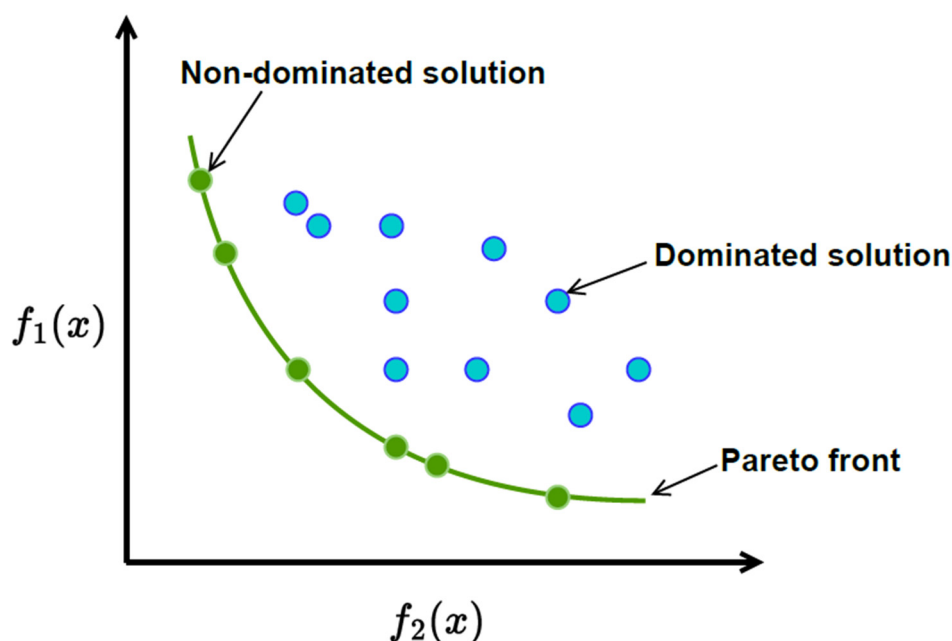 Non-dominated solution
Dominated solution
f₁(x)
Pareto front
f₂(x)